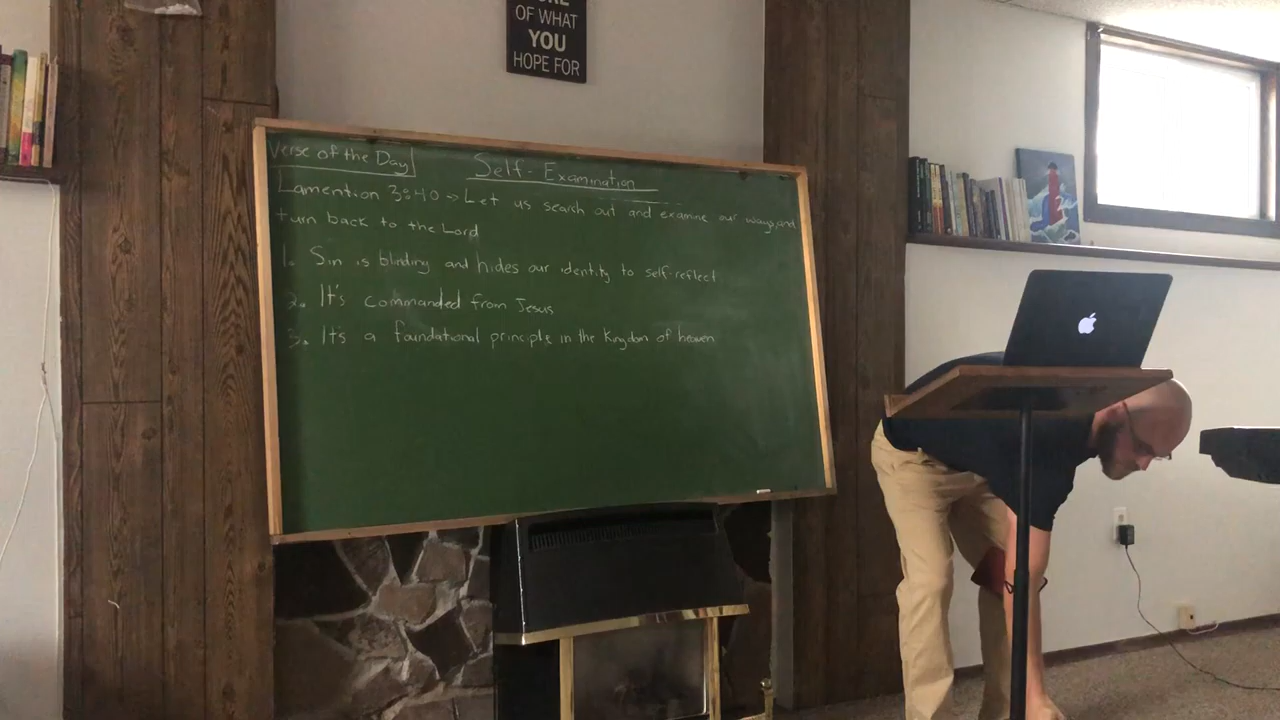 OF WHAT
YOU
HOPE FOR
Verse of the Day
Self-Examination
Lamention 3:40 -> Let us search out and examine our ways, and
turn back to the Lord
1. Sin is blinding and hides our identity to self-reflect
2. It's commanded from Jesus
3. It's a foundational principle in the kingdom of heaven